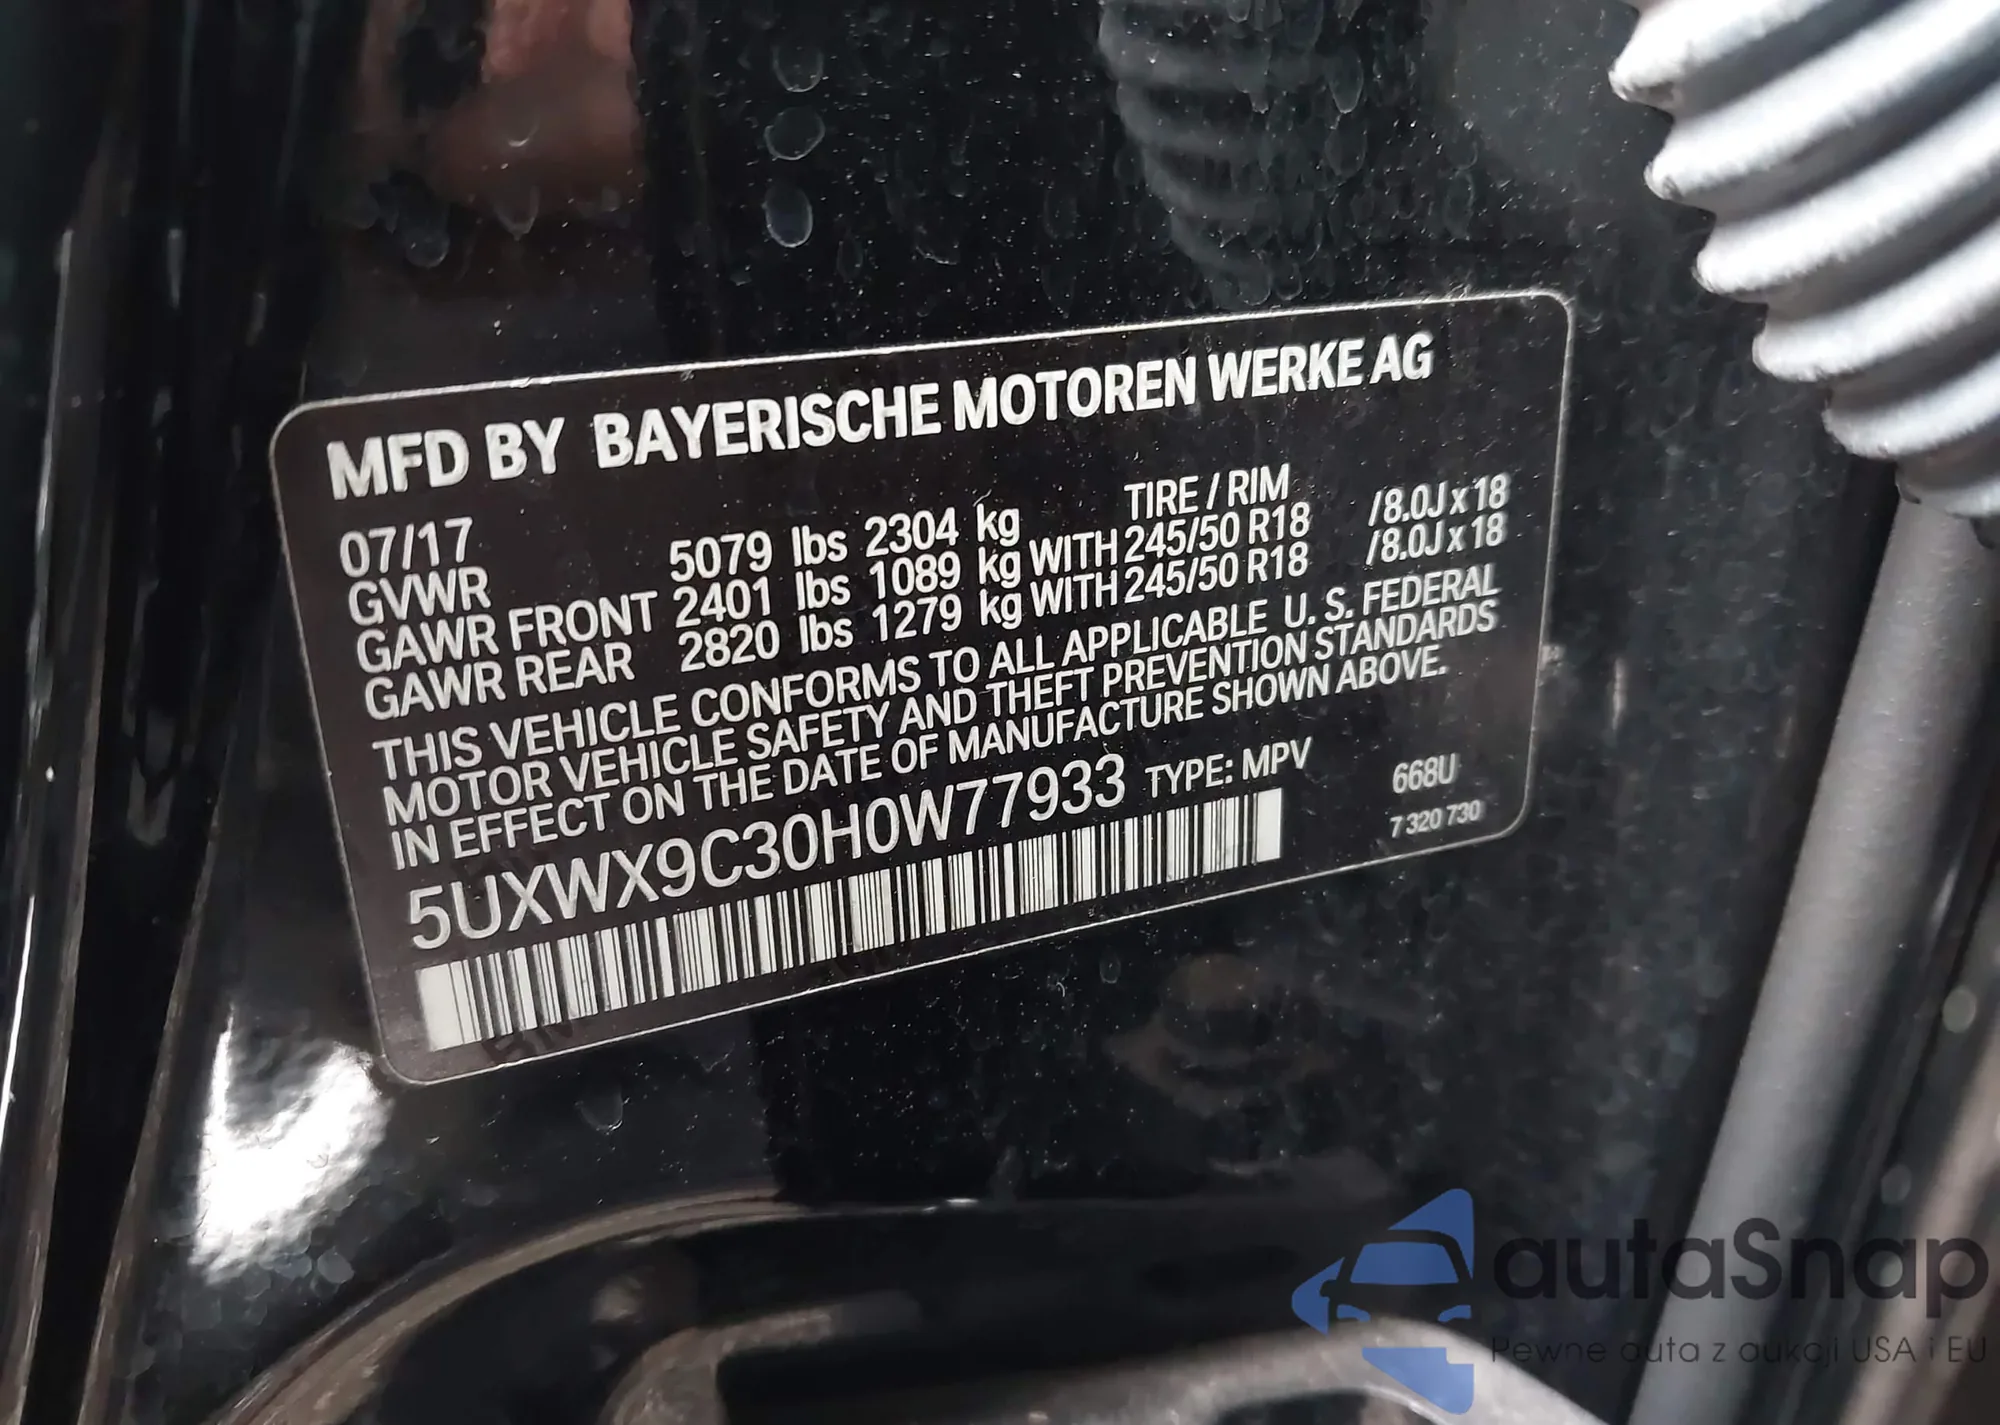 MFD BY BAYERISCHE MOTOREN WERKE AG
07/17 TIRE / RIM
GVWR 5079 lbs 2304 kg
GAWR FRONT 2401 lbs 1089 kg WITH 245/50 R18 /8.0J x 18
GAWR REAR 2820 lbs 1279 kg WITH 245/50 R18 /8.0J x 18
THIS VEHICLE CONFORMS TO ALL APPLICABLE U. S. FEDERAL
MOTOR VEHICLE SAFETY AND THEFT PREVENTION STANDARDS
IN EFFECT ON THE DATE OF MANUFACTURE SHOWN ABOVE.
5UXWX9C30H0W77933 TYPE: MPV 668U
7 320 730
autaSnap
Pewne auta z aukcji USA i EU